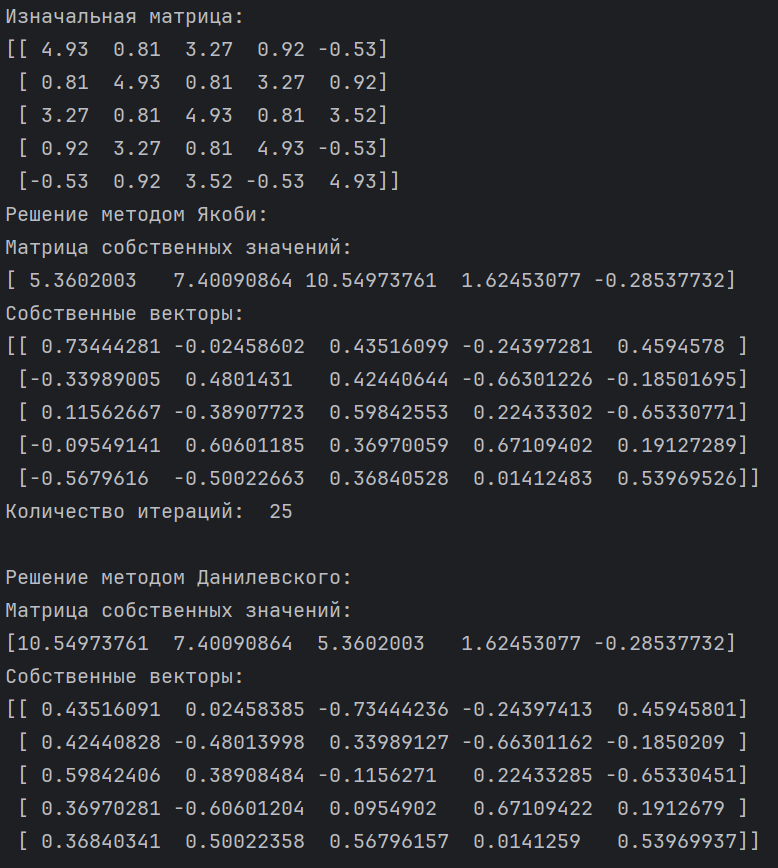 Изначальная матрица:
[[ 4.93  0.81  3.27  0.92 -0.53]
 [ 0.81  4.93  0.81  3.27  0.92]
 [ 3.27  0.81  4.93  0.81  3.52]
 [ 0.92  3.27  0.81  4.93 -0.53]
 [-0.53  0.92  3.52 -0.53  4.93]]
Решение методом Якоби:
Матрица собственных значений:
[ 5.3602003   7.40090864 10.54973761  1.62453077 -0.28537732]
Собственные векторы:
[[ 0.73444281 -0.02458602  0.43516099 -0.24397281  0.4594578 ]
 [-0.33989005  0.4801431   0.42440644 -0.66301226 -0.18501695]
 [ 0.11562667 -0.38907723  0.59842553  0.22433302 -0.65330771]
 [-0.09549141  0.60601185  0.36970059  0.67109402  0.19127289]
 [-0.5679616  -0.50022663  0.36840528  0.01412483  0.53969526]]
Количество итераций:  25
Решение методом Данилевского:
Матрица собственных значений:
[10.54973761  7.40090864  5.3602003   1.62453077 -0.28537732]
Собственные векторы:
[[ 0.43516091  0.02458385 -0.73444236 -0.24397413  0.45945801]
 [ 0.42440828 -0.48013998  0.33989127 -0.66301162 -0.1850209 ]
 [ 0.59842406  0.38908484 -0.1156271   0.22433285 -0.65330451]
 [ 0.36970281 -0.60601204  0.0954902   0.67109422  0.1912679 ]
 [ 0.36840341  0.50022358  0.56796157  0.0141259   0.53969937]]